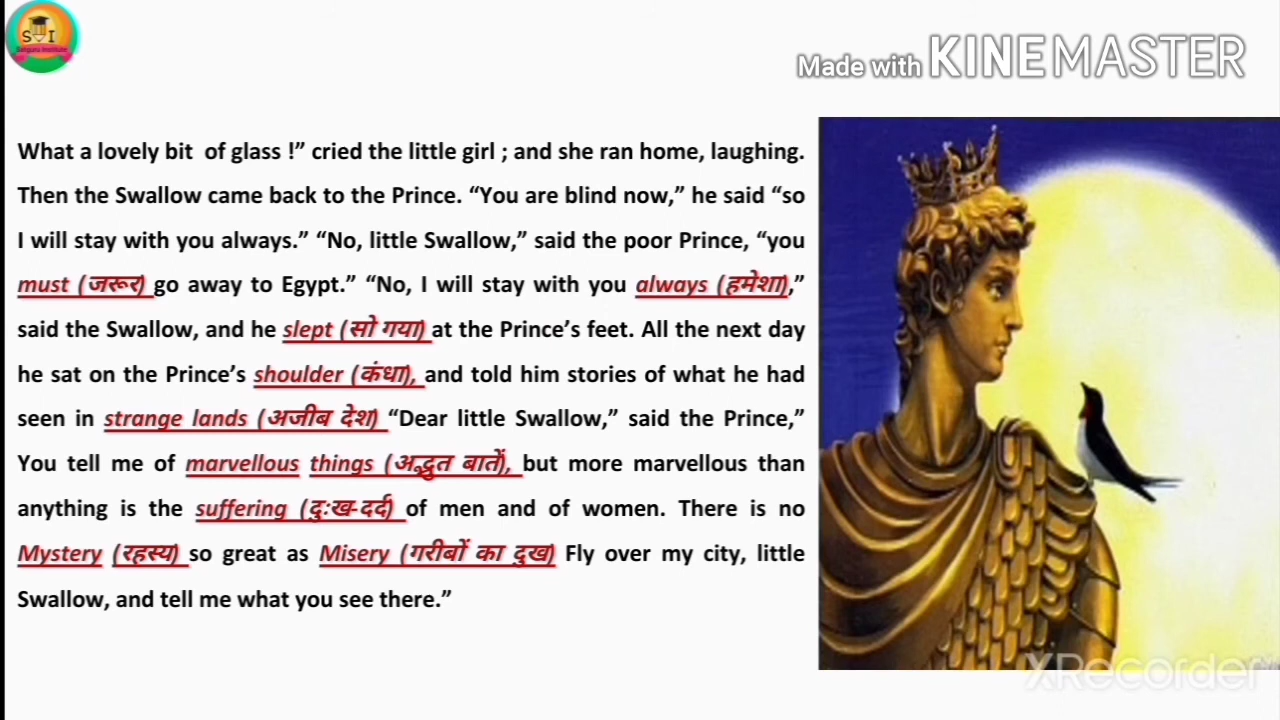 S I
Satguru Institute
Made with KINEMASTER
What a lovely bit of glass !” cried the little girl ; and she ran home, laughing.
Then the Swallow came back to the Prince. “You are blind now,” he said “so
I will stay with you always.” “No, little Swallow,” said the poor Prince, “you
must (जरूर) go away to Egypt.” “No, I will stay with you always (हमेशा),”
said the Swallow, and he slept (सो गया) at the Prince’s feet. All the next day
he sat on the Prince’s shoulder (कंधा), and told him stories of what he had
seen in strange lands (अजीब देश) “Dear little Swallow,” said the Prince,”
You tell me of marvellous things (अद्भुत बातें), but more marvellous than
anything is the suffering (दुःख-दर्द) of men and of women. There is no
Mystery (रहस्य) so great as Misery (गरीबों का दुख) Fly over my city, little
Swallow, and tell me what you see there.”
XRecorder